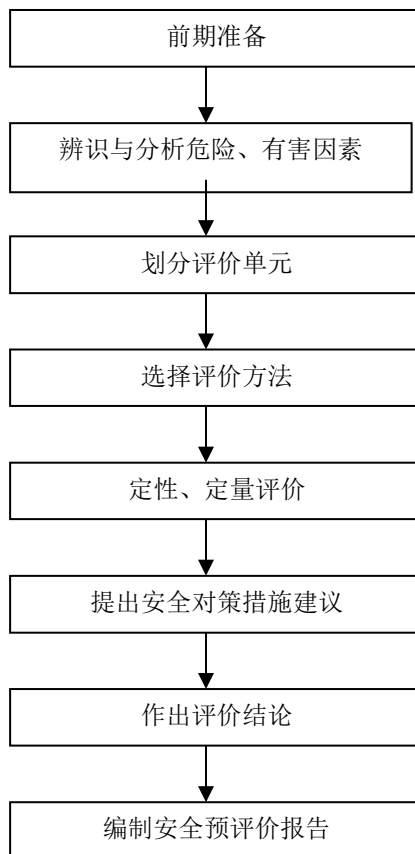 前期准备
辨识与分析危险、有害因素
划分评价单元
选择评价方法
定性、定量评价
提出安全对策措施建议
作出评价结论
编制安全预评价报告